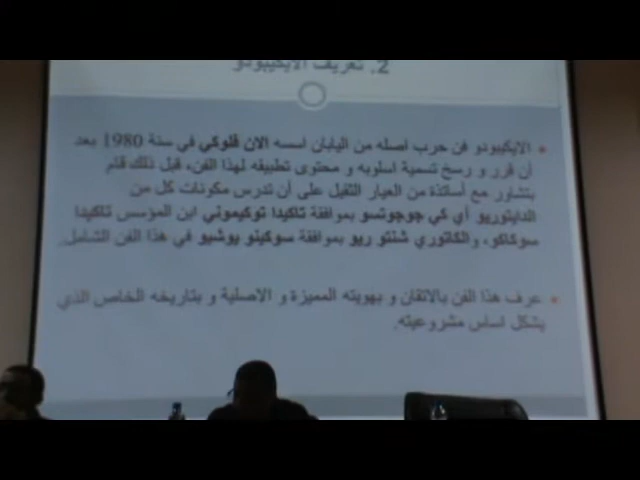 2. تعريف الايكيبودو
الايكيبودو فن حرب اصله من اليابان اسسه الان فلوكي في سنة 1980 بعد
أن قرر و رسخ تسمية اسلوبه و محتوى تطبيقه لهذا الفن، قبل ذلك قام
بتشاور مع أساتذة من العيار الثقيل على أن تدرس مكونات كل من
الدايتوريو أي كي جوجوتسو بموافقة تاكيدا توكيموني ابن المؤسس تاكيدا
سوكاكو، والكاتوري شنتو ريو بموافقة سوكينو يوشيو في هذا الفن الشامل.
عرف هذا الفن بالاتقان و بهويته المميزة و الاصلية و بتاريخه الخاص الذي
يشكل اساس مشروعيته.